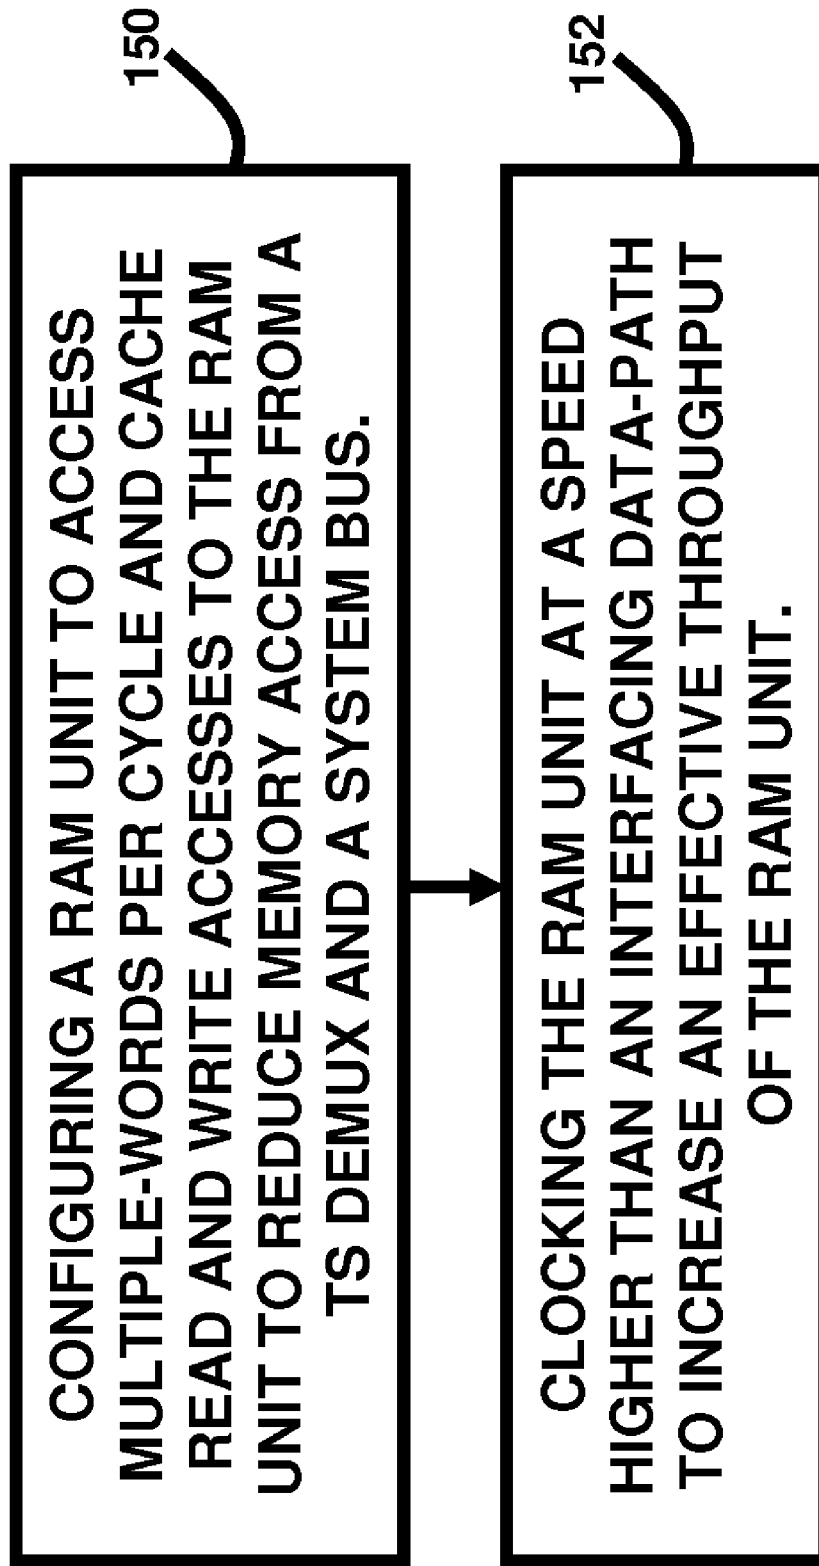 CONFIGURING A RAM UNIT TO ACCESS
MULTIPLE-WORDS PER CYCLE AND CACHE
READ AND WRITE ACCESSES TO THE RAM
UNIT TO REDUCE MEMORY ACCESS FROM A
TS DEMUX AND A SYSTEM BUS.
150
CLOCKING THE RAM UNIT AT A SPEED
HIGHER THAN AN INTERFACING DATA-PATH
TO INCREASE AN EFFECTIVE THROUGHPUT
OF THE RAM UNIT.
152